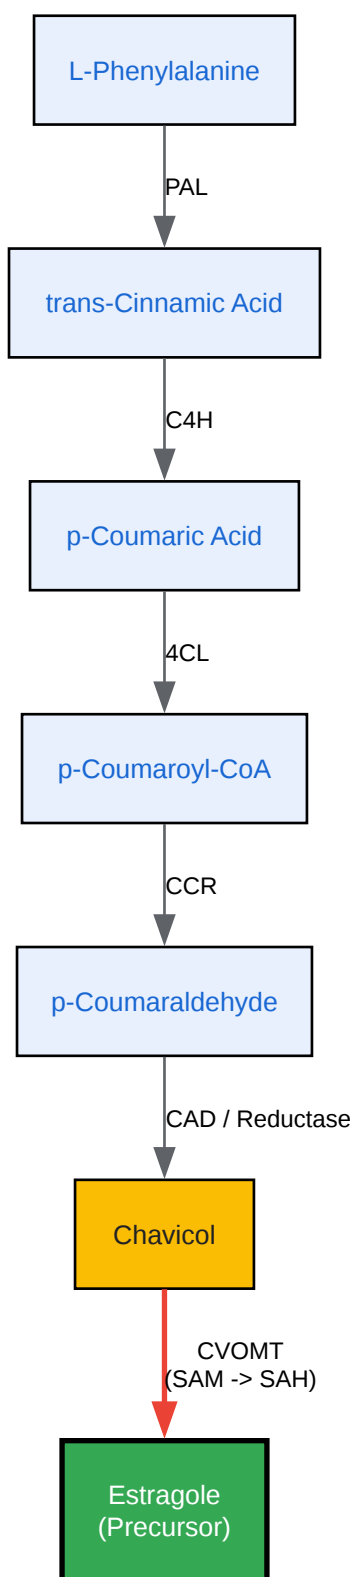 L-Phenylalanine
PAL
trans-Cinnamic Acid
C4H
p-Coumaric Acid
4CL
p-Coumaroyl-CoA
CCR
p-Coumaraldehyde
CAD / Reductase
Chavicol
CVOMT
(SAM -> SAH)
Estragole
(Precursor)